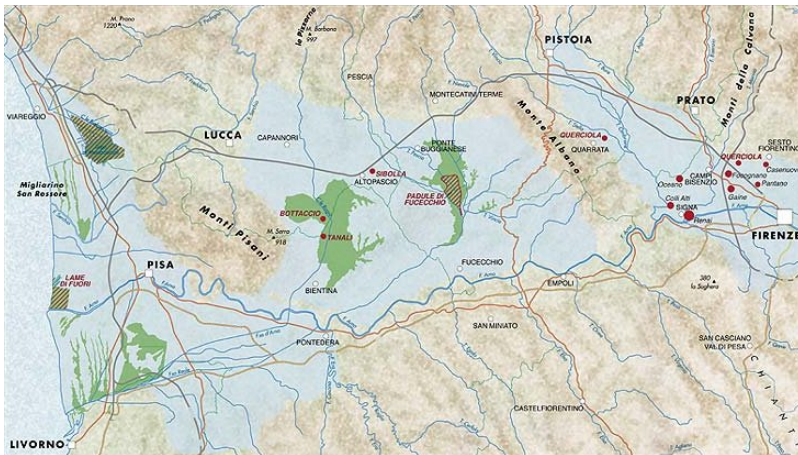 M. Prano
1220
le Pizzorne
M. Barbona
997
PISTOIA
PESCIA
MONTECATINI TERME
Monte Albano
Monti della Calvana
PRATO
VIAREGGIO
LUCCA
CAPANNORI
PONTE
BUGGIANESE
QUERCIOLA
QUARRATA
SESTO
FIORENTINO
QUERCIOLA
SIBOLLA
ALTOPASCIO
PADULE DI
FUCECCHIO
Oceano
CAMPI
BISENZIO
Casenuove
Pantano
Gaine
Colli Alti
SIGNA
Renai
FIRENZE
Migliarino
San Rossore
Monti Pisani
M. Serra
918
BOTTACCIO
TANALI
LAME
DI FUORI
PISA
BIENTINA
FUCECCHIO
EMPOLI
380
la Sughera
F. Arno
PONTEDERA
SAN MINIATO
SAN CASCIANO
VAL DI PESA
CHIANTI
CASTELFIORENTINO
LIVORNO